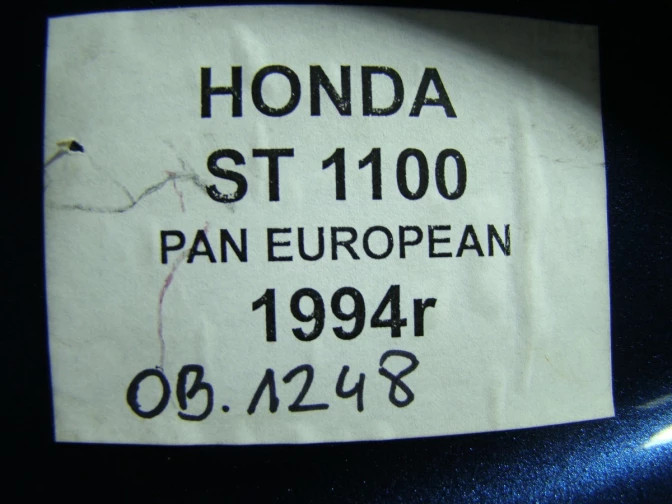 HONDA
ST 1100
PAN EUROPEAN
1994r
OB.1248